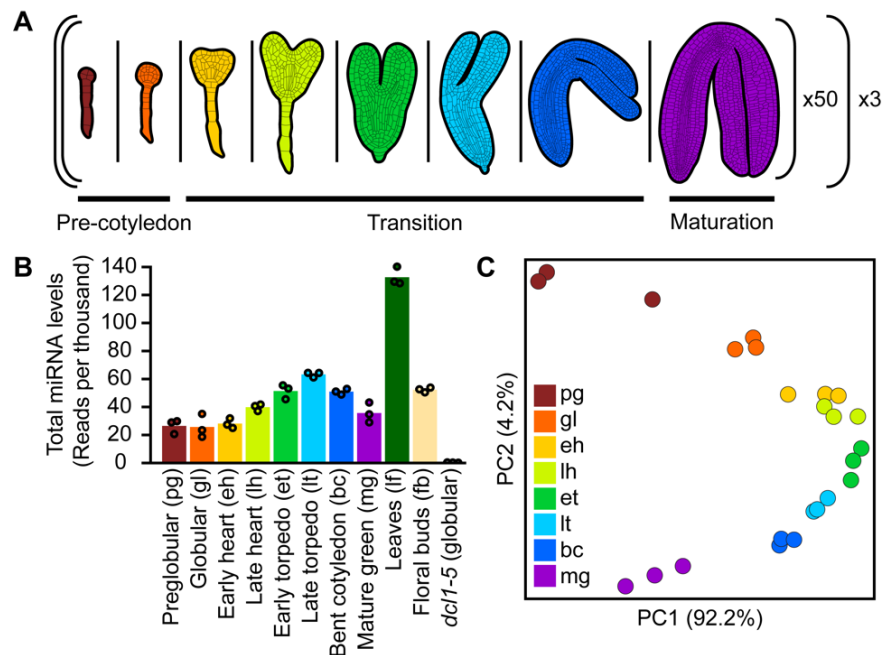 A
x50
x3
Pre-cotyledon
Transition
Maturation
B
Total miRNA levels
(Reads per thousand)
140
120
100
80
60
40
20
0
Preglobular (pg)
Globular (gl)
Early heart (eh)
Late heart (lh)
Early torpedo (et)
Late torpedo (lt)
Bent cotyledon (bc)
Mature green (mg)
Leaves (lf)
Floral buds (fb)
dcl1-5 (globular)
C
PC2 (4.2%)
pg
gl
eh
lh
et
lt
bc
mg
PC1 (92.2%)